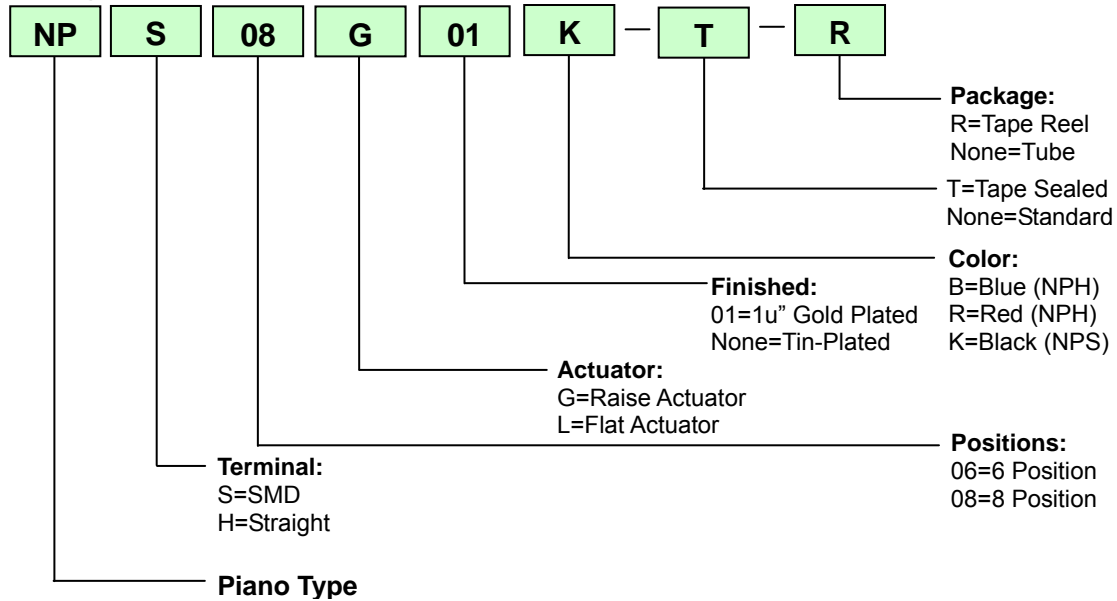 NP S 08 G 01 K – T – R
Package:
R=Tape Reel
None=Tube
T=Tape Sealed
None=Standard
Color:
B=Blue (NPH)
R=Red (NPH)
K=Black (NPS)
Finished:
01=1u” Gold Plated
None=Tin-Plated
Actuator:
G=Raise Actuator
L=Flat Actuator
Positions:
06=6 Position
08=8 Position
Terminal:
S=SMD
H=Straight
Piano Type